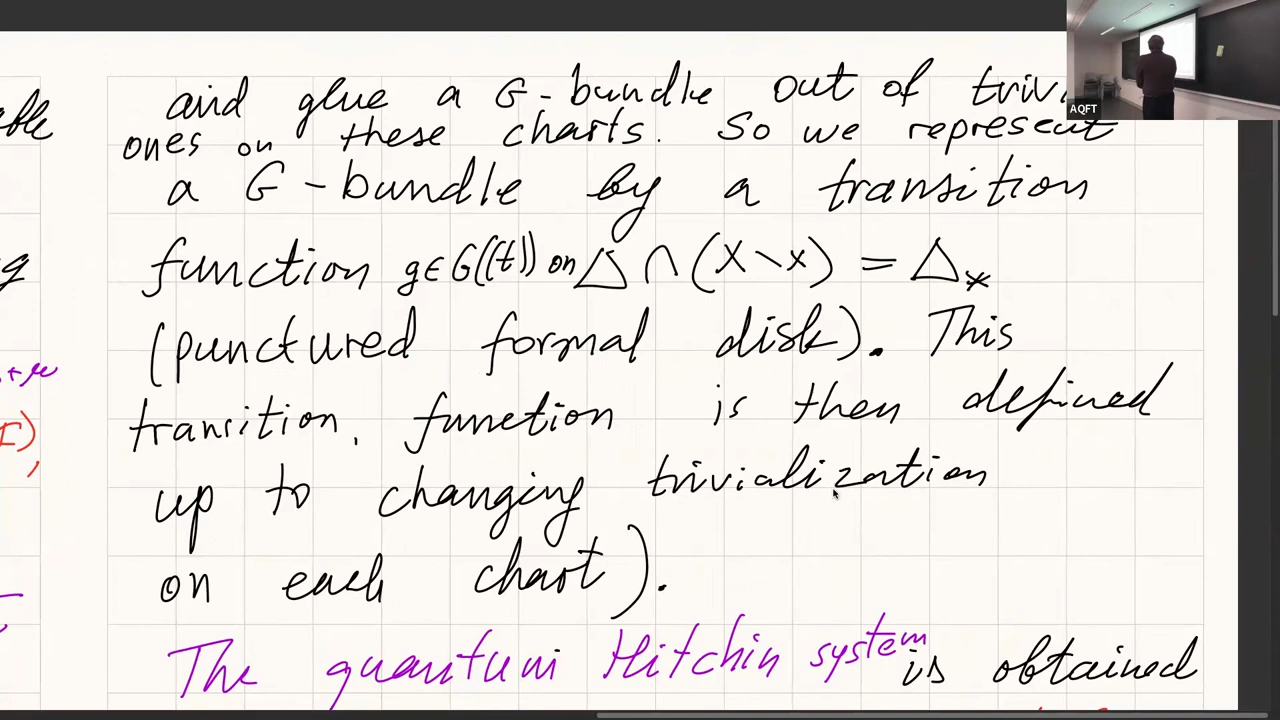 and glue a G-bundle out of
ones on these charts. So we represent
a G-bundle by a transition
function g∈G((t)) on Δ ∩ (X \ x) = Δ_*
(punctured formal disk). This
transition, function is then defined
up to changing trivialization
on each chart).
The quantum Hitchin system is obtained
AQFT